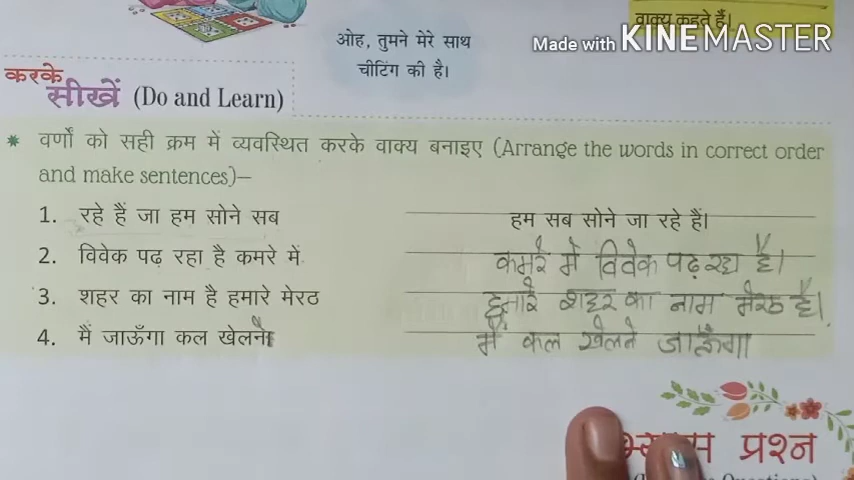 वाक्य कहते हैं।
Made with KINEMASTER
ओह, तुमने मेरे साथ
चीटिंग की है।
करके
सीखें (Do and Learn)
* वर्णों को सही क्रम में व्यवस्थित करके वाक्य बनाइए (Arrange the words in correct order
and make sentences)—
1. रहे हैं जा हम सोने सब हम सब सोने जा रहे हैं।
2. विवेक पढ़ रहा है कमरे में कमरे में विवेक पढ़ रहा है।
3. शहर का नाम है हमारे मेरठ हमारे शहर का नाम मेरठ है।
4. मैं जाऊँगा कल खेलने मैं कल खेलने जाऊँगा
प्रश्न